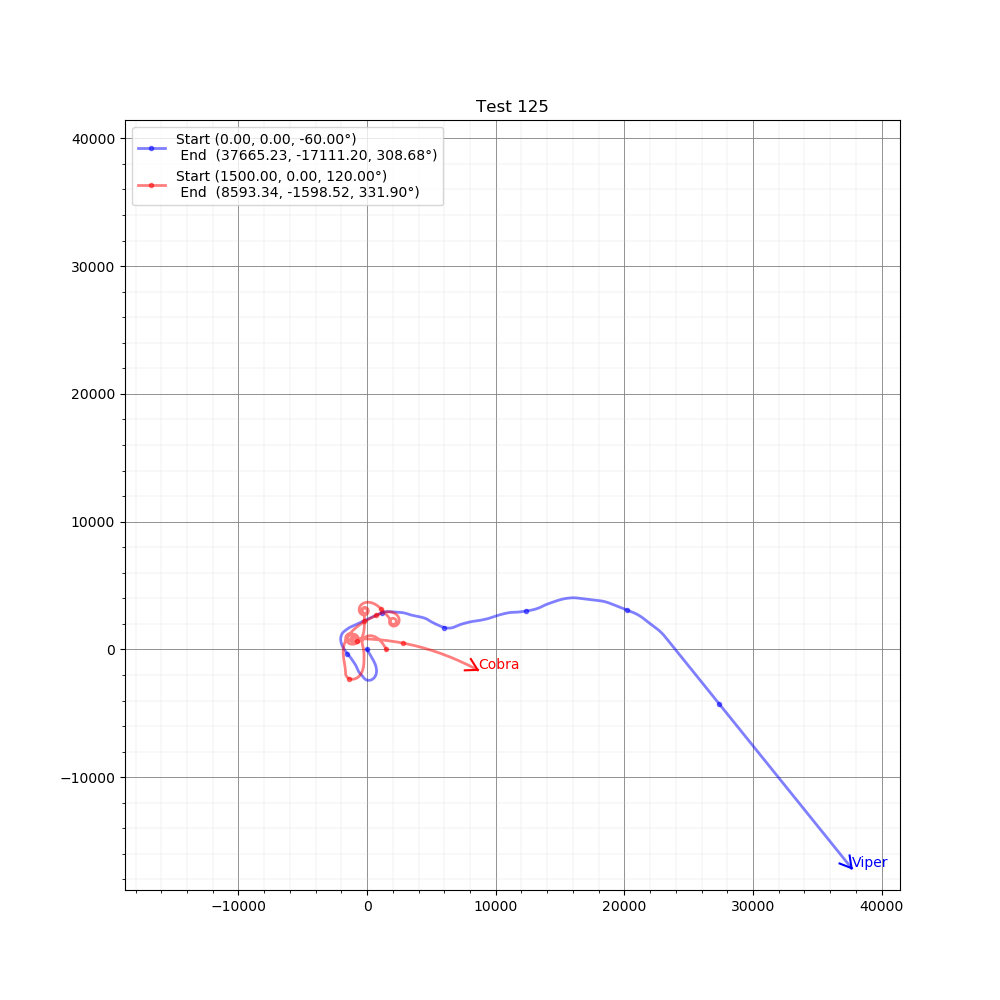 Test 125
Start (0.00, 0.00, -60.00°)
End (37665.23, -17111.20, 308.68°)
Start (1500.00, 0.00, 120.00°)
End (8593.34, -1598.52, 331.90°)
40000
30000
20000
10000
0
−10000
Cobra
Viper
−10000 0 10000 20000 30000 40000